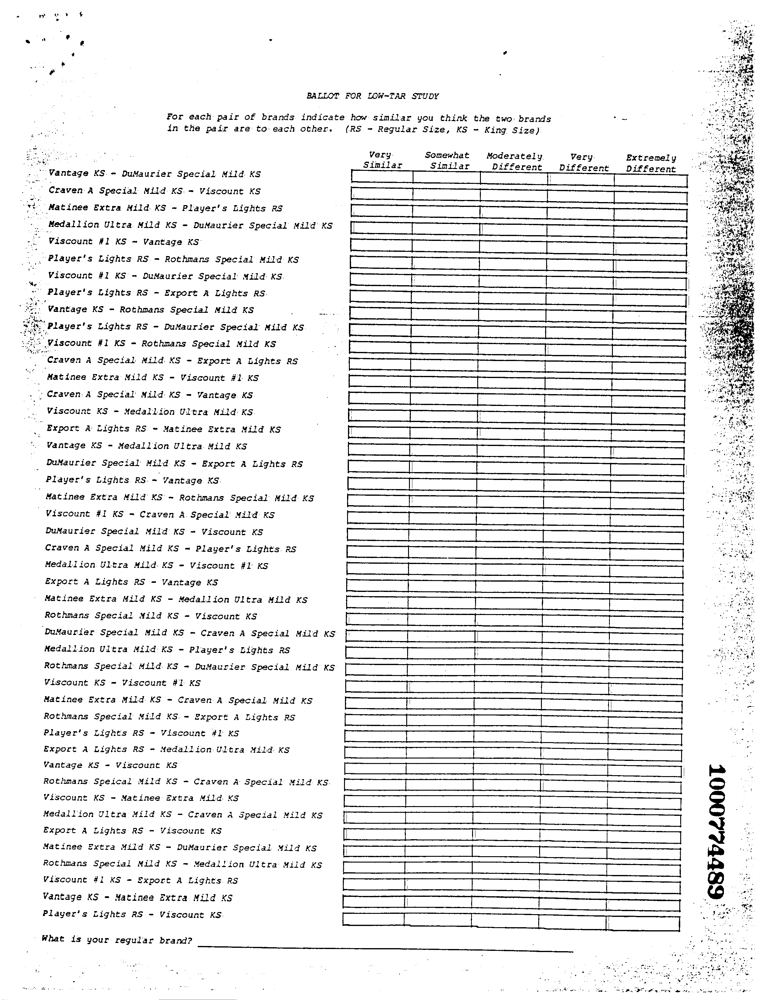 BALLOT FOR LOW-TAR STUDY
For each pair of brands indicate how similar you think the two brands
in the pair are to each other. (RS - Regular Size, KS - King Size)
Very Similar Somewhat Similar Moderately Different Very Different Extremely Different
Vantage KS - DuMaurier Special Mild KS
Craven A Special Mild KS - Viscount KS
Matinee Extra Mild KS - Player's Lights RS
Medallion Ultra Mild KS - DuMaurier Special Mild KS
Viscount #1 KS - Vantage KS
Player's Lights RS - Rothmans Special Mild KS
Viscount #1 KS - DuMaurier Special Mild KS
Player's Lights RS - Export A Lights RS
Vantage KS - Rothmans Special Mild KS
Player's Lights RS - DuMaurier Special Mild KS
Viscount #1 KS - Rothmans Special Mild KS
Craven A Special Mild KS - Export A Lights RS
Matinee Extra Mild KS - Viscount #1 KS
Craven A Special Mild KS - Vantage KS
Viscount KS - Medallion Ultra Mild KS
Export A Lights RS - Matinee Extra Mild KS
Vantage KS - Medallion Ultra Mild KS
DuMaurier Special Mild KS - Export A Lights RS
Player's Lights RS - Vantage KS
Matinee Extra Mild KS - Rothmans Special Mild KS
Viscount #1 KS - Craven A Special Mild KS
DuMaurier Special Mild KS - Viscount KS
Craven A Special Mild KS - Player's Lights RS
Medallion Ultra Mild KS - Viscount #1 KS
Export A Lights RS - Vantage KS
Matinee Extra Mild KS - Medallion Ultra Mild KS
Rothmans Special Mild KS - Viscount KS
DuMaurier Special Mild KS - Craven A Special Mild KS
Medallion Ultra Mild KS - Player's Lights RS
Rothmans Special Mild KS - DuMaurier Special Mild KS
Viscount KS - Viscount #1 KS
Matinee Extra Mild KS - Craven A Special Mild KS
Rothmans Special Mild KS - Export A Lights RS
Player's Lights RS - Viscount #1 KS
Export A Lights RS - Medallion Ultra Mild KS
Vantage KS - Viscount KS
Rothmans Speical Mild KS - Craven A Special Mild KS
Viscount KS - Matinee Extra Mild KS
Medallion Ultra Mild KS - Craven A Special Mild KS
Export A Lights RS - Viscount KS
Matinee Extra Mild KS - DuMaurier Special Mild KS
Rothmans Special Mild KS - Medallion Ultra Mild KS
Viscount #1 KS - Export A Lights RS
Vantage KS - Matinee Extra Mild KS
Player's Lights RS - Viscount KS
What is your regular brand?
1000774489